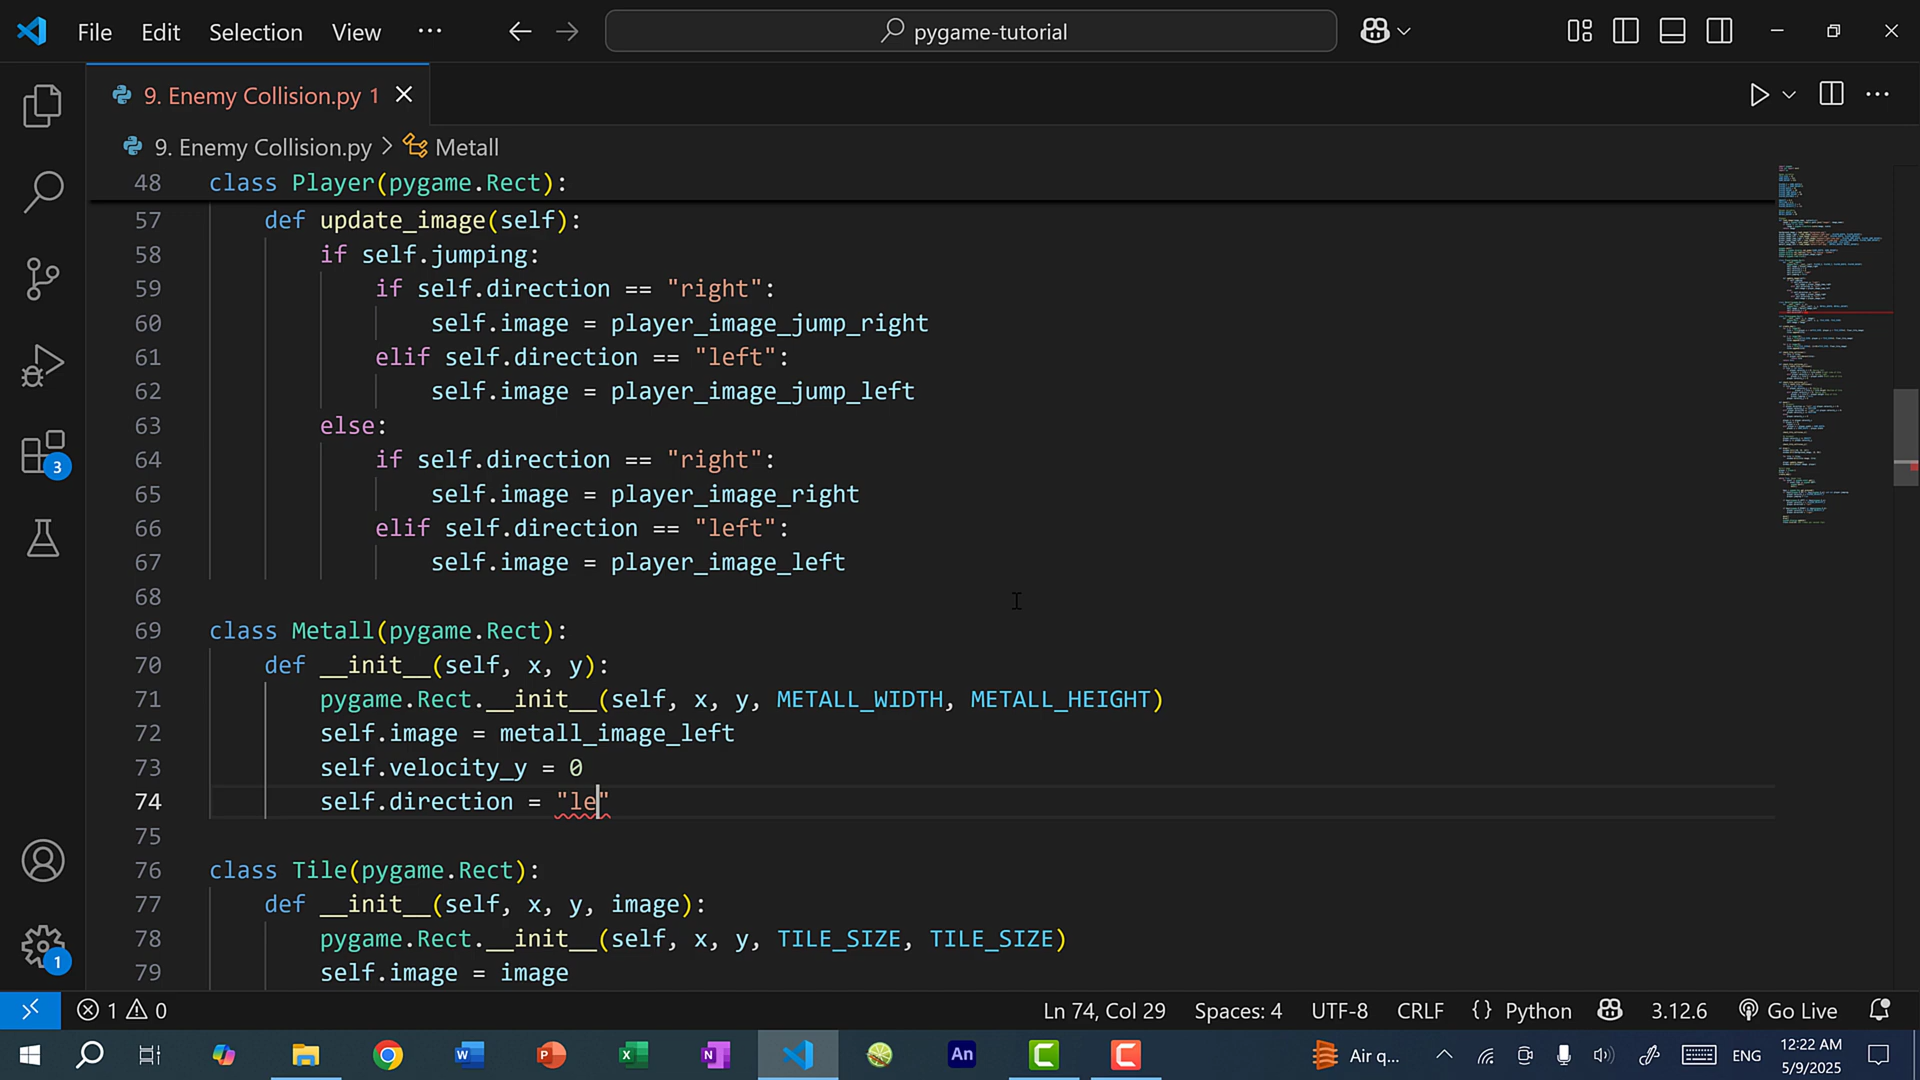 File Edit Selection View ··· pygame-tutorial
9. Enemy Collision.py 1
9. Enemy Collision.py > Metall
48 class Player(pygame.Rect):
57 def update_image(self):
58 if self.jumping:
59 if self.direction == "right":
60 self.image = player_image_jump_right
61 elif self.direction == "left":
62 self.image = player_image_jump_left
63 else:
64 if self.direction == "right":
65 self.image = player_image_right
66 elif self.direction == "left":
67 self.image = player_image_left
68
69 class Metall(pygame.Rect):
70 def __init__(self, x, y):
71 pygame.Rect.__init__(self, x, y, METALL_WIDTH, METALL_HEIGHT)
72 self.image = metall_image_left
73 self.velocity_y = 0
74 self.direction = "le"
75
76 class Tile(pygame.Rect):
77 def __init__(self, x, y, image):
78 pygame.Rect.__init__(self, x, y, TILE_SIZE, TILE_SIZE)
79 self.image = image
3
1
1 0 Ln 74, Col 29 Spaces: 4 UTF-8 CRLF {} Python 3.12.6 Go Live
An Air q... ENG 12:22 AM
5/9/2025